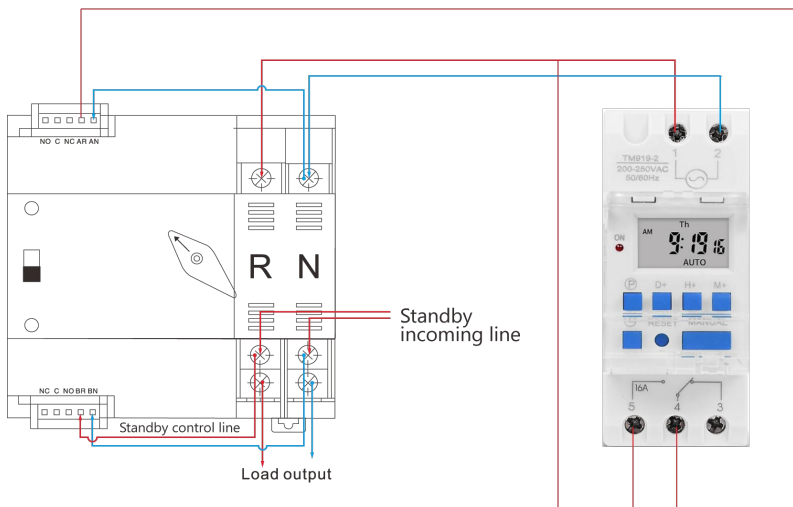 NO C NC AR AN
R N
Standby
incoming line
NC C NO BR BN
Standby control line
Load output
1 2
TM919-2
200-250VAC
50/60Hz
Th
AM
9:19 16
AUTO
ON
P D+ H+ M+
RESET MANUAL
16A
5 4 3